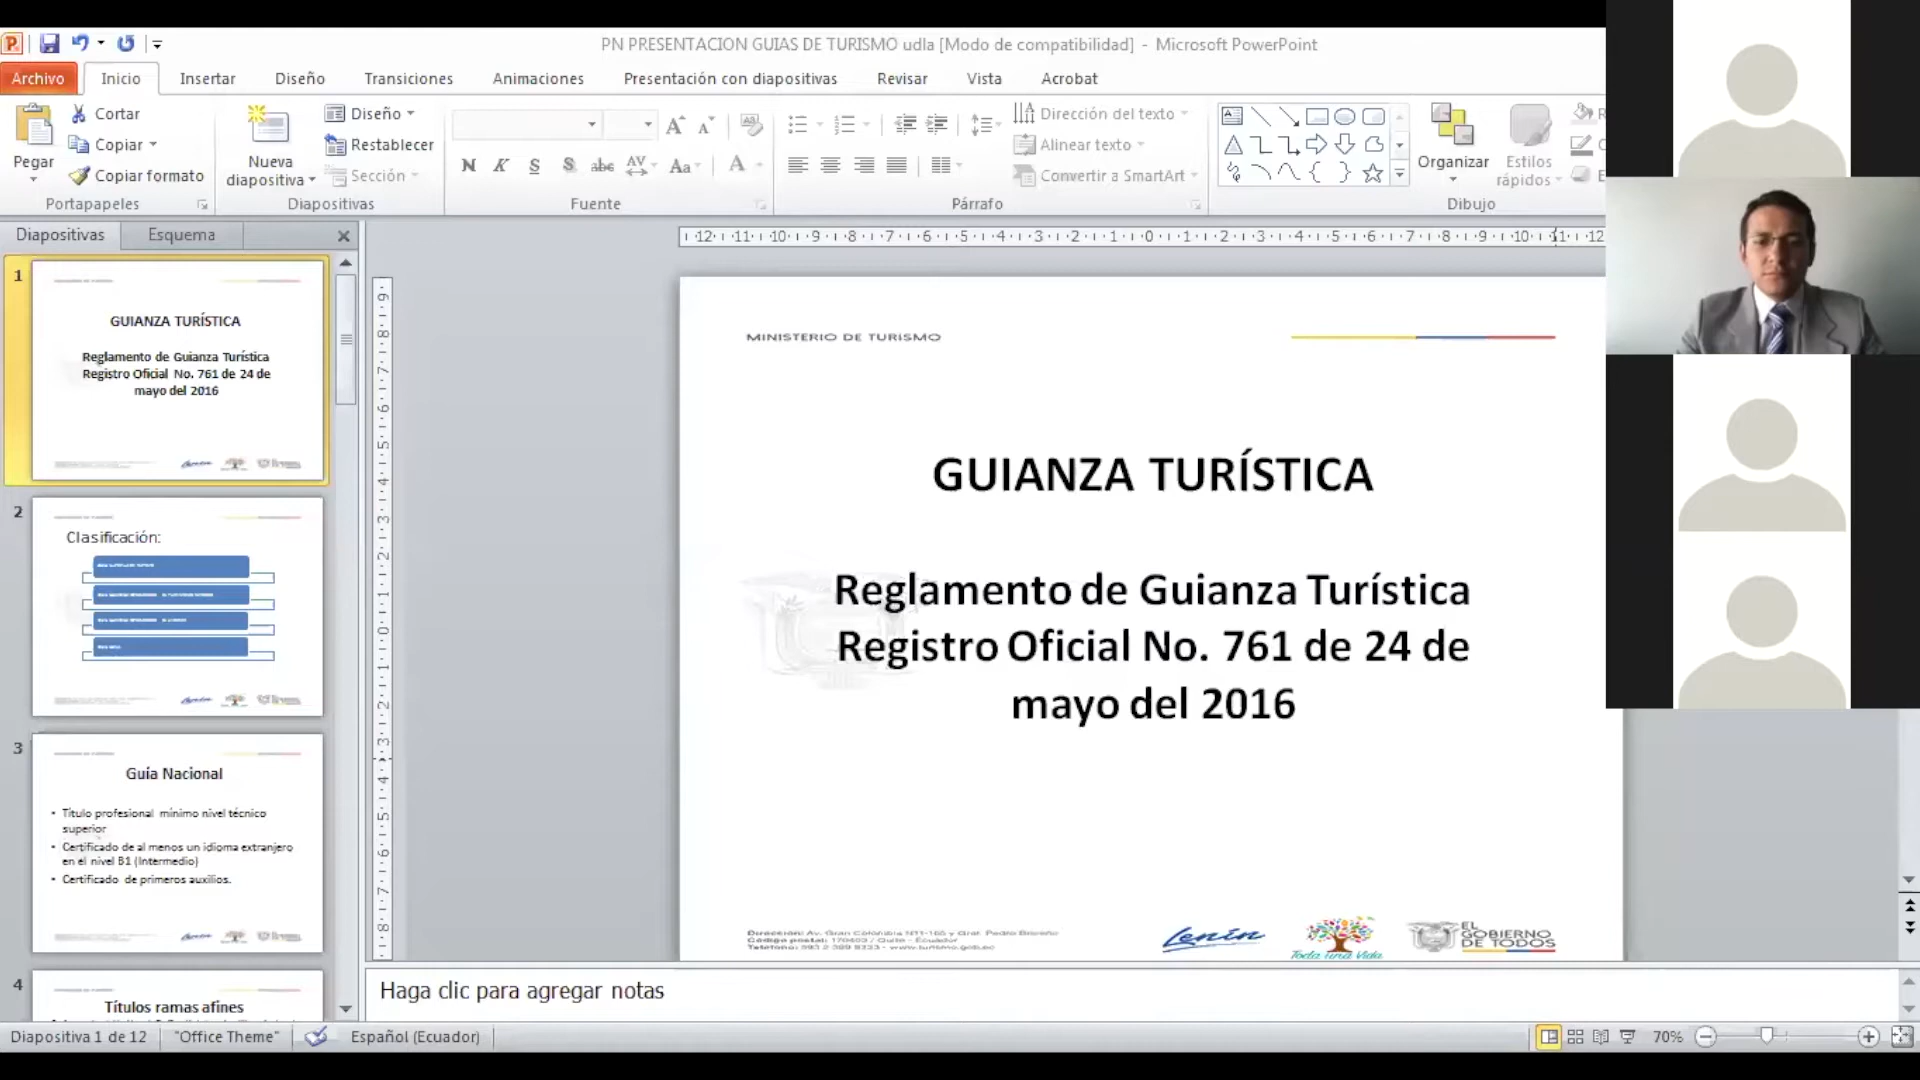 PN PRESENTACION GUIAS DE TURISMO udla [Modo de compatibilidad] - Microsoft PowerPoint
Archivo Inicio Insertar Diseño Transiciones Animaciones Presentación con diapositivas Revisar Vista Acrobat
Pegar
Cortar
Copiar
Copiar formato
Portapapeles
Nueva
diapositiva
Diseño
Restablecer
Sección
Diapositivas
Fuente
Dirección del texto
Alinear texto
Convertir a SmartArt
Párrafo
Organizar
Estilos
rápidos
Dibujo
Diapositivas Esquema
1
GUIANZA TURÍSTICA
Reglamento de Guianza Turística
Registro Oficial No. 761 de 24 de
mayo del 2016
2
Clasificación:
3
Guía Nacional
• Título profesional mínimo nivel técnico
superior
• Certificado de al menos un idioma extranjero
en el nivel B1 (Intermedio)
• Certificado de primeros auxilios.
4
Títulos ramas afines
MINISTERIO DE TURISMO
GUIANZA TURÍSTICA
Reglamento de Guianza Turística
Registro Oficial No. 761 de 24 de
mayo del 2016
Lenín
Toda una Vida
EL
GOBIERNO
DE TODOS
Haga clic para agregar notas
Diapositiva 1 de 12 "Office Theme" Español (Ecuador) 70%